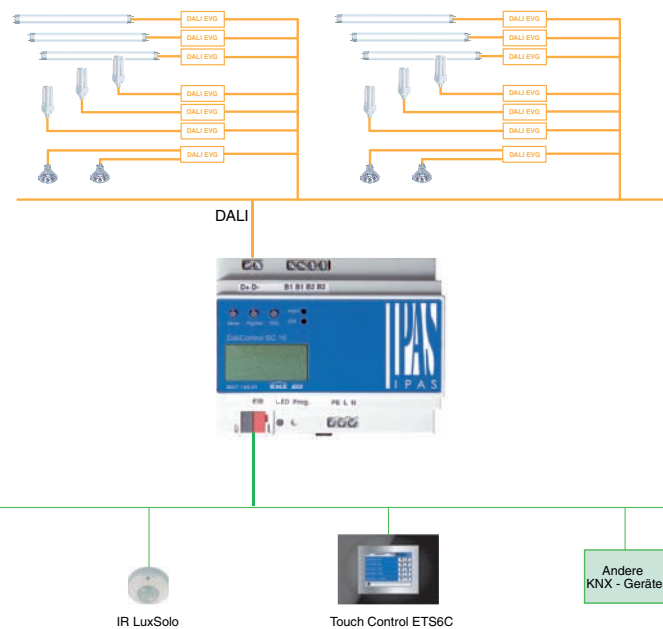 DALI EVG DALI EVG
DALI EVG DALI EVG
DALI EVG DALI EVG
DALI EVG DALI EVG
DALI EVG DALI EVG
DALI EVG DALI EVG
DALI EVG DALI EVG
DALI
D+ D- B1 B1 B2 B2
DaliControl SC 16
IPAS
IPAS
KNX
EIB LED Prog. PE L N
IR LuxSolo
Touch Control ETS6C
Andere
KNX - Geräte